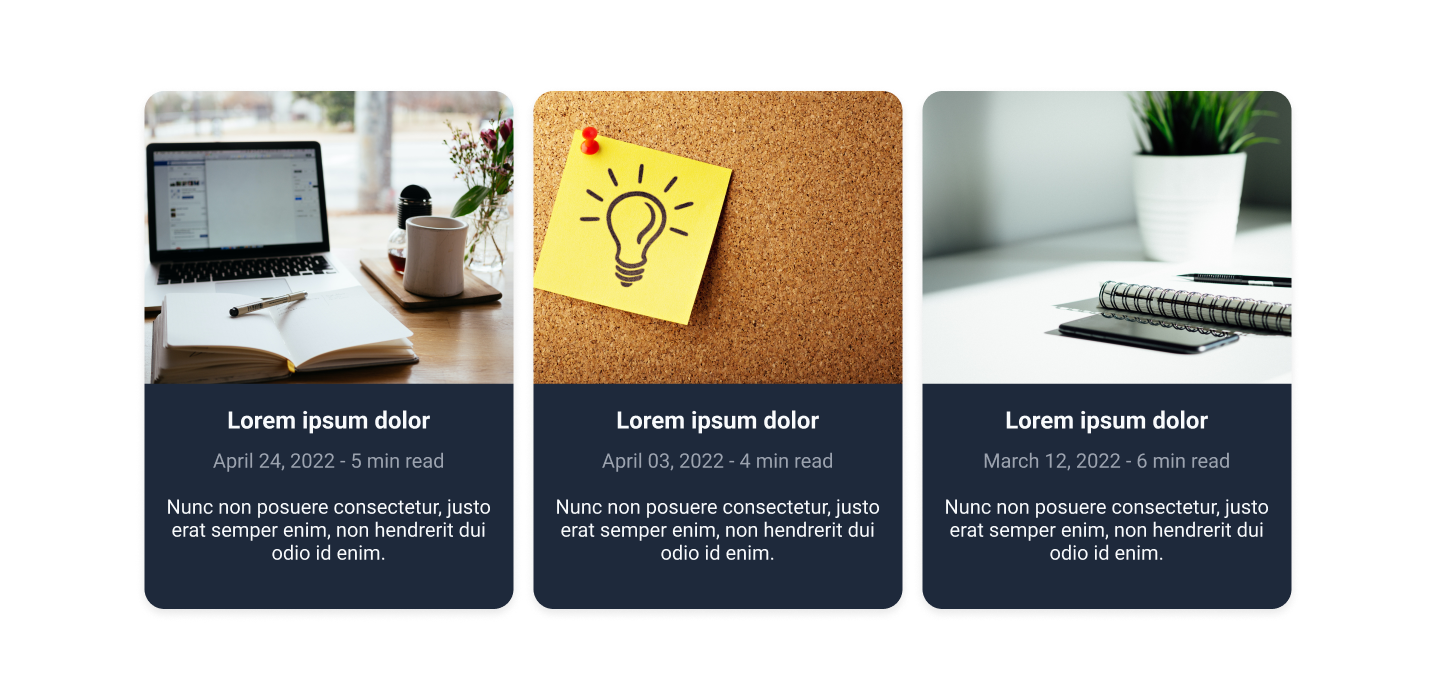 Lorem ipsum dolor
April 24, 2022 - 5 min read
Nunc non posuere consectetur, justo
erat semper enim, non hendrerit dui
odio id enim.
Lorem ipsum dolor
April 03, 2022 - 4 min read
Nunc non posuere consectetur, justo
erat semper enim, non hendrerit dui
odio id enim.
Lorem ipsum dolor
March 12, 2022 - 6 min read
Nunc non posuere consectetur, justo
erat semper enim, non hendrerit dui
odio id enim.